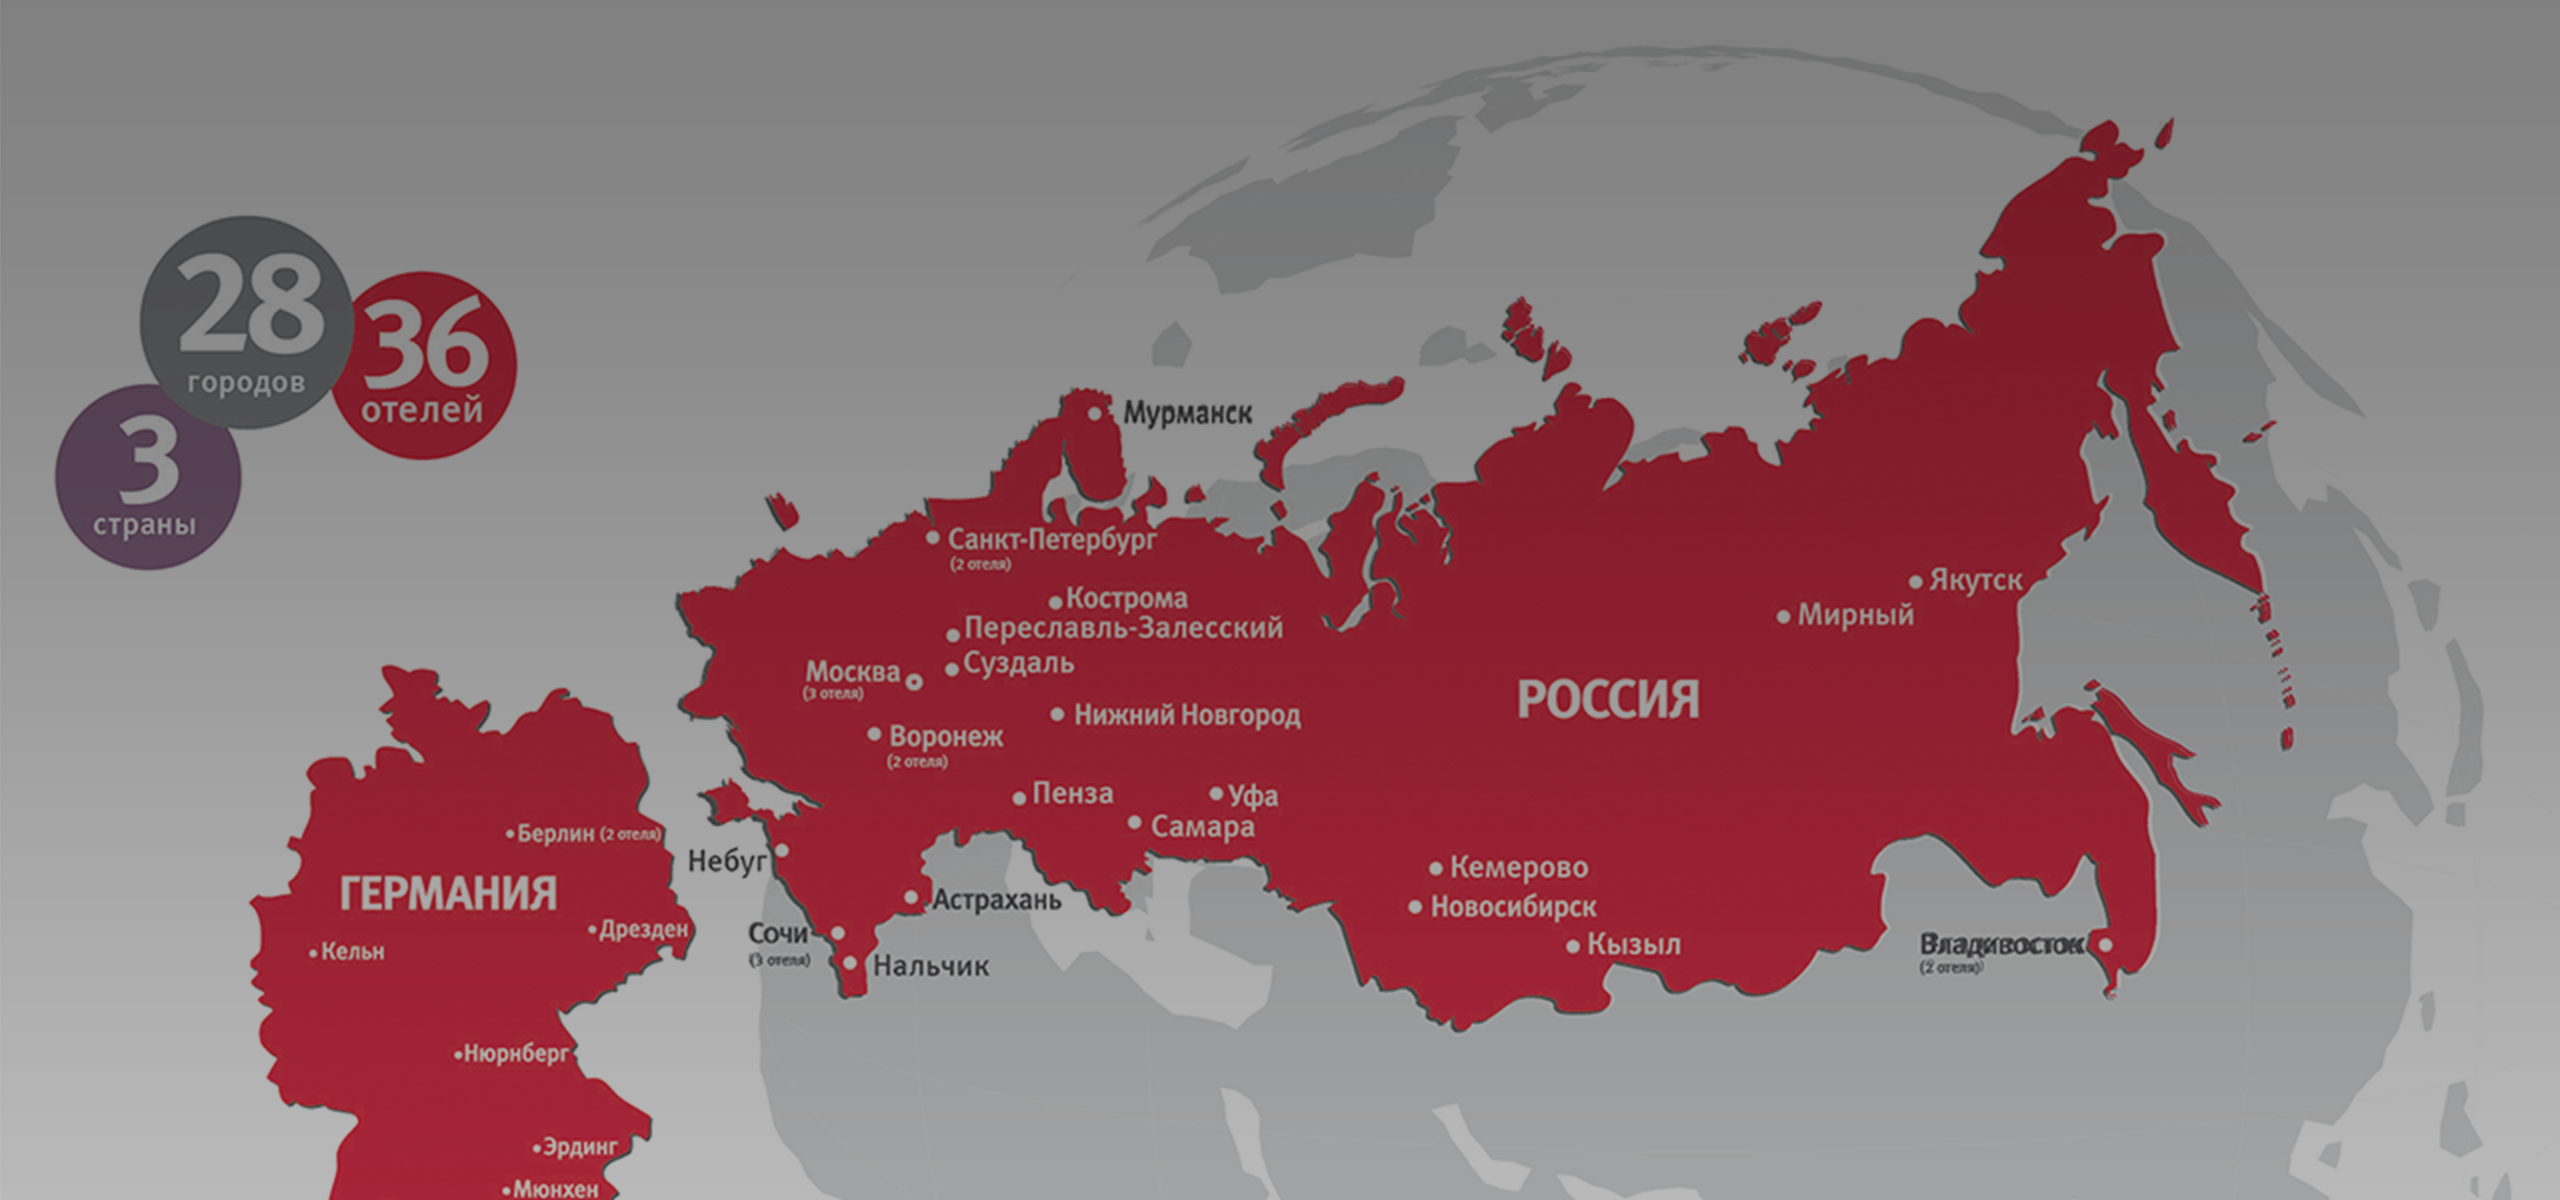 28
городов
36
отелей
3
страны
Мурманск
Санкт-Петербург
(2 отеля)
Кострома
Переславль-Залесский
Суздаль
Москва
(3 отеля)
Нижний Новгород
Воронеж
(2 отеля)
Пенза
Уфа
Самара
Якутск
Мирный
РОССИЯ
Кемерово
Новосибирск
Кызыл
Владивосток
(2 отеля)
Небуг
Астрахань
Сочи
(3 отеля)
Нальчик
Берлин (2 отеля)
ГЕРМАНИЯ
Дрезден
Кельн
Нюрнберг
Эрдинг
Мюнхен